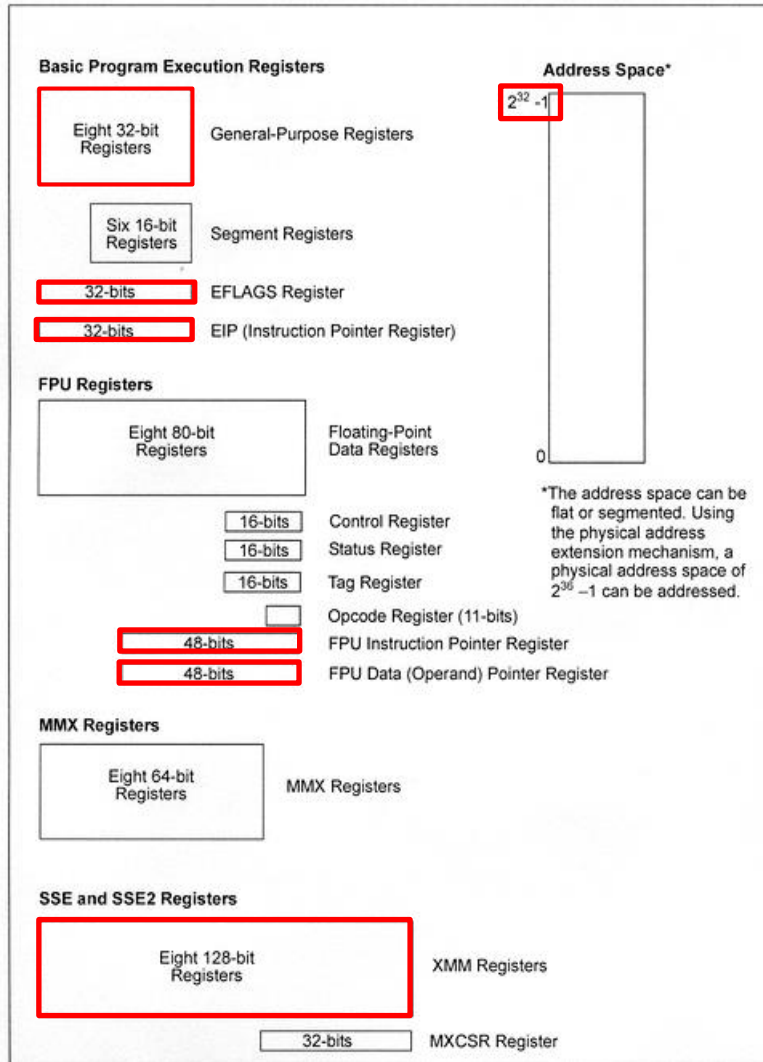 Basic Program Execution Registers
Address Space*
2^32 -1
Eight 32-bit
Registers
General-Purpose Registers
Six 16-bit
Registers
Segment Registers
32-bits
EFLAGS Register
32-bits
EIP (Instruction Pointer Register)
FPU Registers
Eight 80-bit
Registers
Floating-Point
Data Registers
0
*The address space can be
flat or segmented. Using
the physical address
extension mechanism, a
physical address space of
2^36 –1 can be addressed.
16-bits
Control Register
16-bits
Status Register
16-bits
Tag Register
Opcode Register (11-bits)
48-bits
FPU Instruction Pointer Register
48-bits
FPU Data (Operand) Pointer Register
MMX Registers
Eight 64-bit
Registers
MMX Registers
SSE and SSE2 Registers
Eight 128-bit
Registers
XMM Registers
32-bits
MXCSR Register